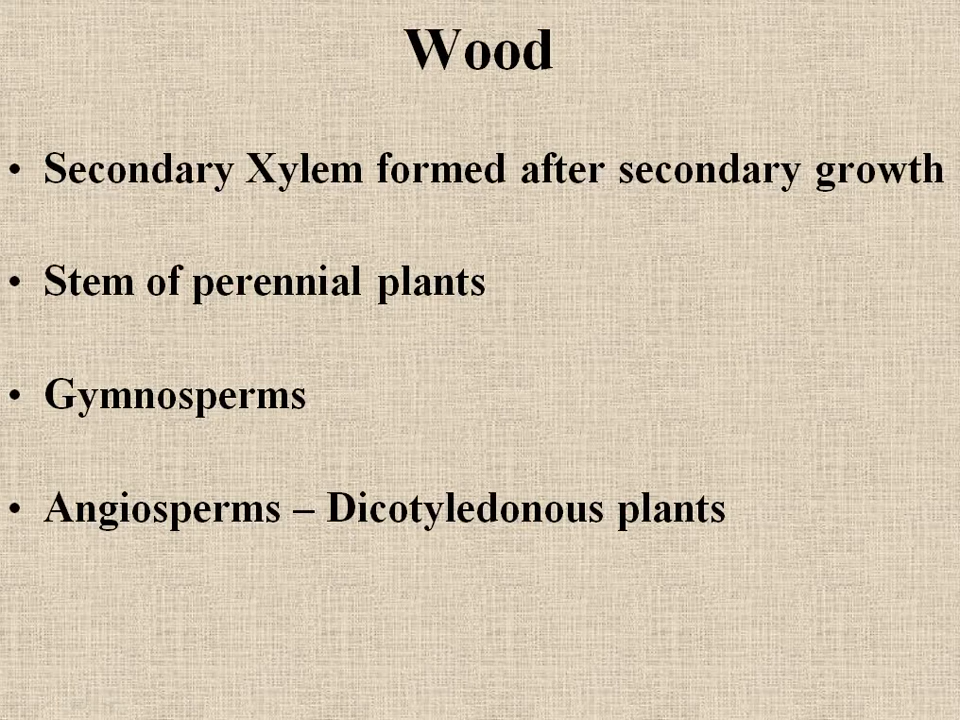 Wood
• Secondary Xylem formed after secondary growth
• Stem of perennial plants
• Gymnosperms
• Angiosperms – Dicotyledonous plants